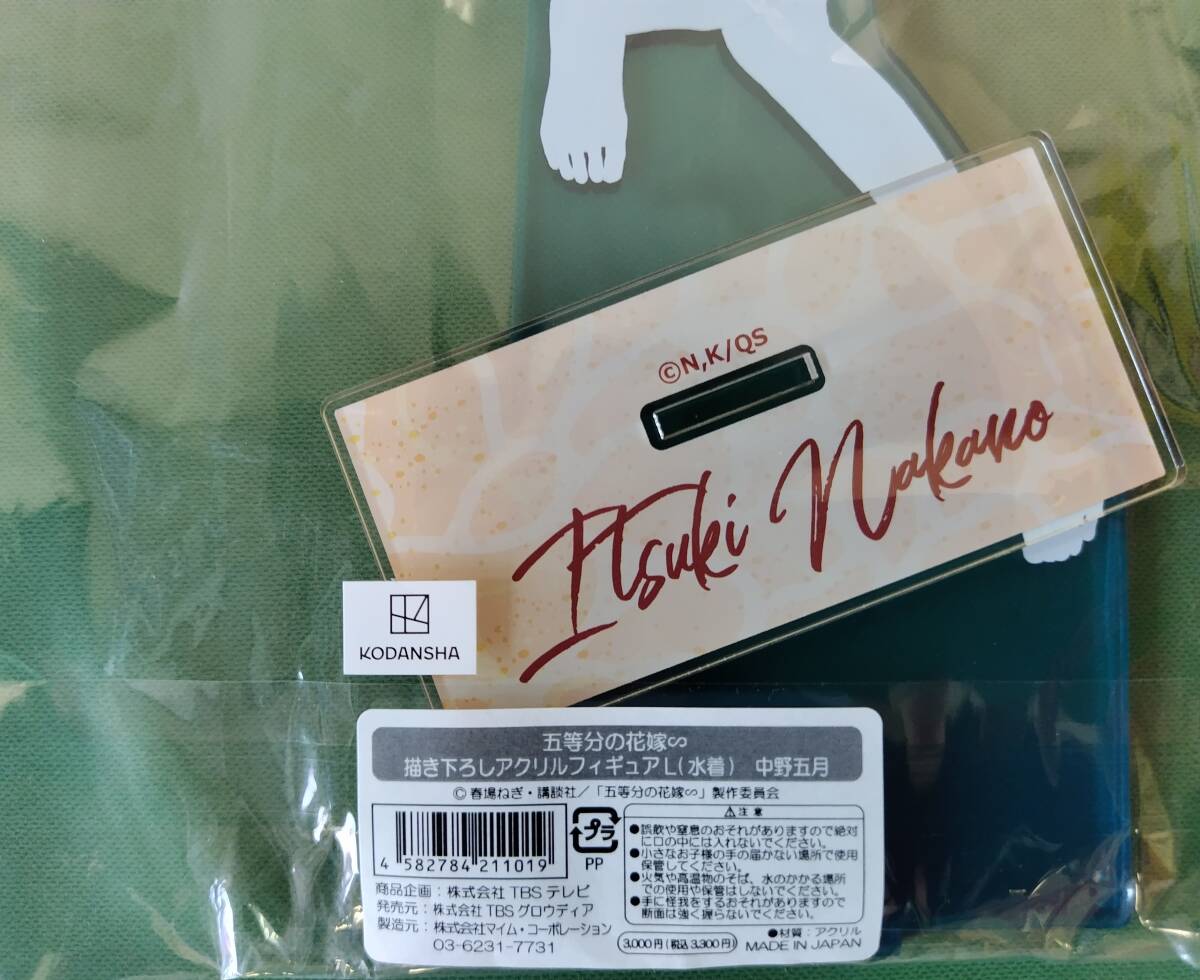 ©N,K/QS
Itsuki Nakano
KODANSHA
五等分の花嫁∽
描き下ろしアクリルフィギュアL(水着) 中野五月
© 春場ねぎ・講談社/「五等分の花嫁∽」製作委員会
4 582784 211019
プラ
PP
商品企画:株式会社 TBS テレビ
発売元:株式会社 TBS グロウディア
製造元:株式会社マイム・コーポレーション
03-6231-7731
⚠注意
●誤飲や窒息のおそれがありますので絶対
に口の中には入れないでください。
●小さなお子様の手の届かない場所で使用
保管してください。
●火気や高温物のそば、水のかかる場所
での使用や保管はしないでください。
●手に怪我をするおそれがありますので
断面は強く握らないでください。
●材質:アクリル
3,000円(税込3,300円)
MADE IN JAPAN